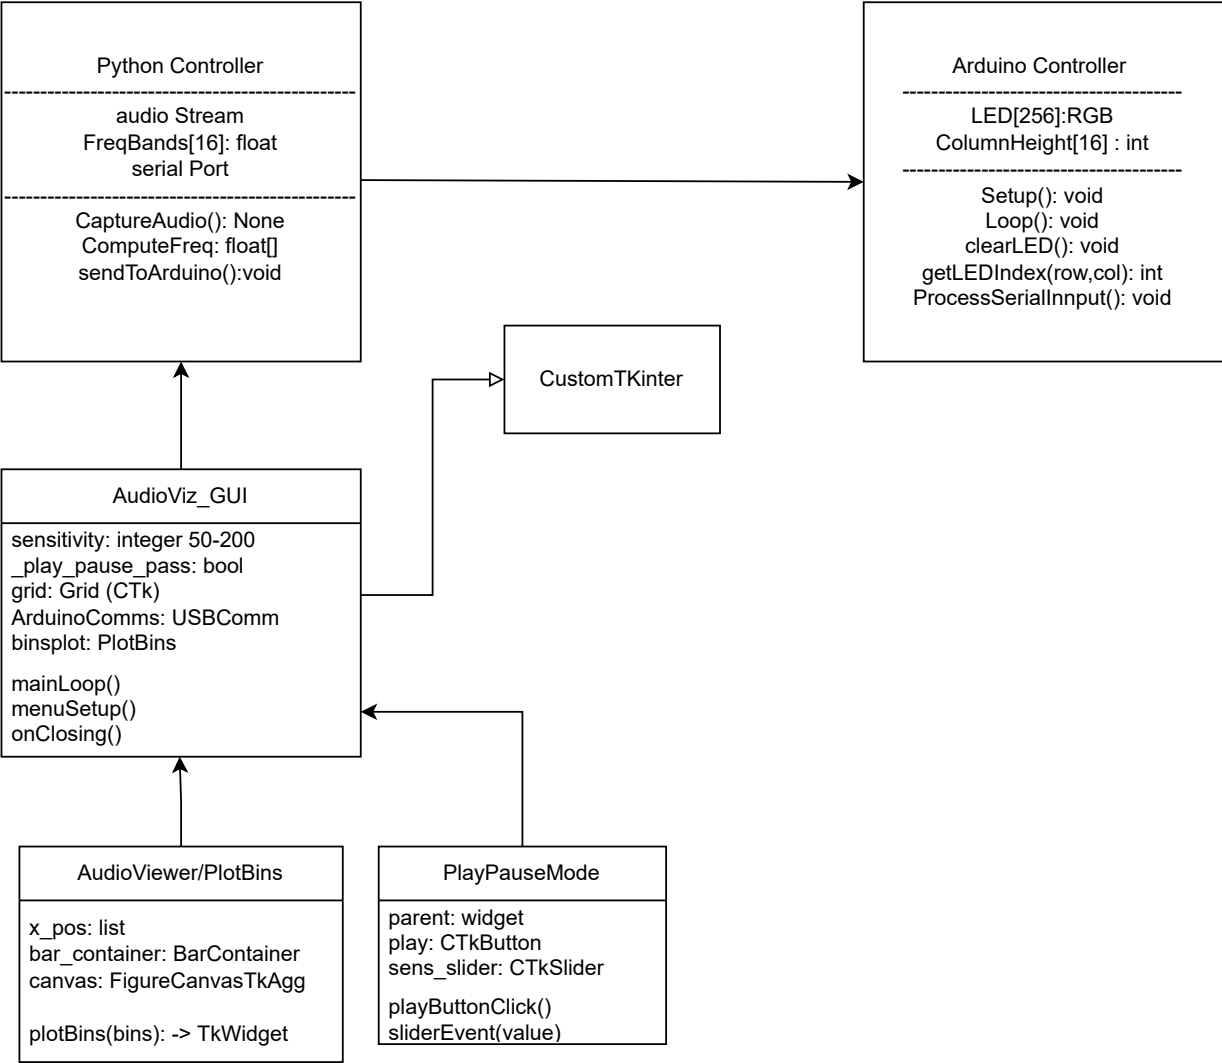 Python Controller
-----------------------------------------------
audio Stream
FreqBands[16]: float
serial Port
-----------------------------------------------
CaptureAudio(): None
ComputeFreq: float[]
sendToArduino():void
Arduino Controller
-------------------------------------
LED[256]:RGB
ColumnHeight[16] : int
-------------------------------------
Setup(): void
Loop(): void
clearLED(): void
getLEDIndex(row,col): int
ProcessSerialInnput(): void
CustomTKinter
AudioViz_GUI
sensitivity: integer 50-200
_play_pause_pass: bool
grid: Grid (CTk)
ArduinoComms: USBComm
binsplot: PlotBins
mainLoop()
menuSetup()
onClosing()
AudioViewer/PlotBins
x_pos: list
bar_container: BarContainer
canvas: FigureCanvasTkAgg
plotBins(bins): -> TkWidget
PlayPauseMode
parent: widget
play: CTkButton
sens_slider: CTkSlider
playButtonClick()
sliderEvent(value)